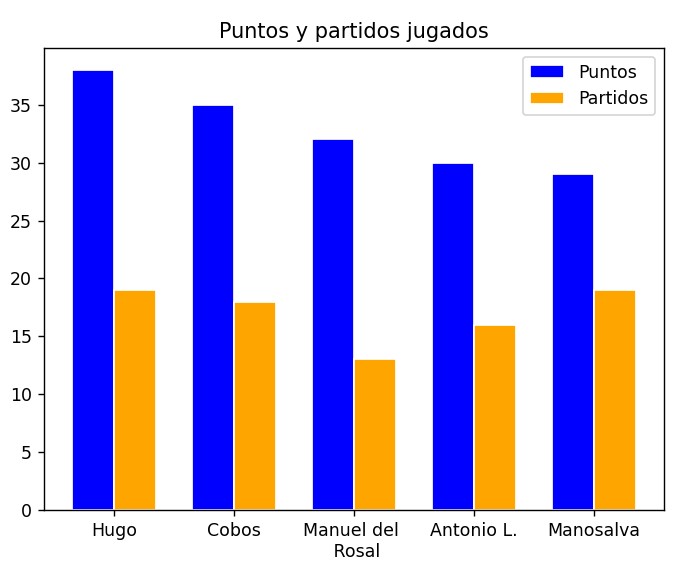 Puntos y partidos jugados
Puntos
Partidos
35
30
25
20
15
10
5
0
Hugo
Cobos
Manuel del
Rosal
Antonio L.
Manosalva